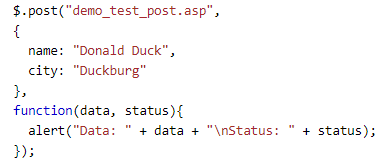 $.post("demo_test_post.asp",
{
  name: "Donald Duck",
  city: "Duckburg"
},
function(data, status){
  alert("Data: " + data + "\nStatus: " + status);
});